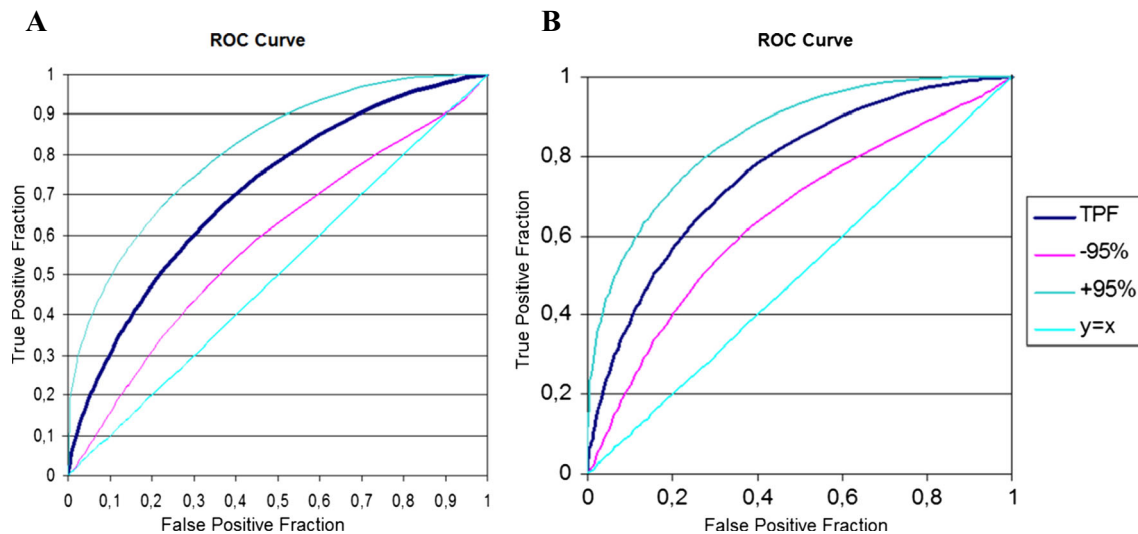 A
ROC Curve
True Positive Fraction
1
0,9
0,8
0,7
0,6
0,5
0,4
0,3
0,2
0,1
0
0 0,1 0,2 0,3 0,4 0,5 0,6 0,7 0,8 0,9 1
False Positive Fraction
B
ROC Curve
True Positive Fraction
1
0,8
0,6
0,4
0,2
0
0 0,2 0,4 0,6 0,8 1
False Positive Fraction
TPF
-95%
+95%
y=x